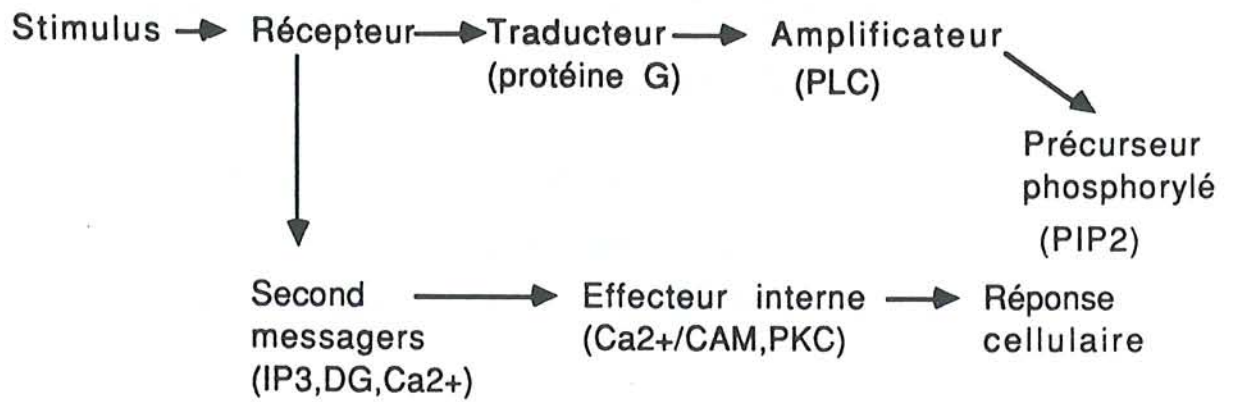 Stimulus → Récepteur → Traducteur → Amplificateur
(protéine G) (PLC)
Précurseur
phosphorylé
(PIP2)
Second → Effecteur interne → Réponse
messagers (Ca2+/CAM,PKC) cellulaire
(IP3,DG,Ca2+)